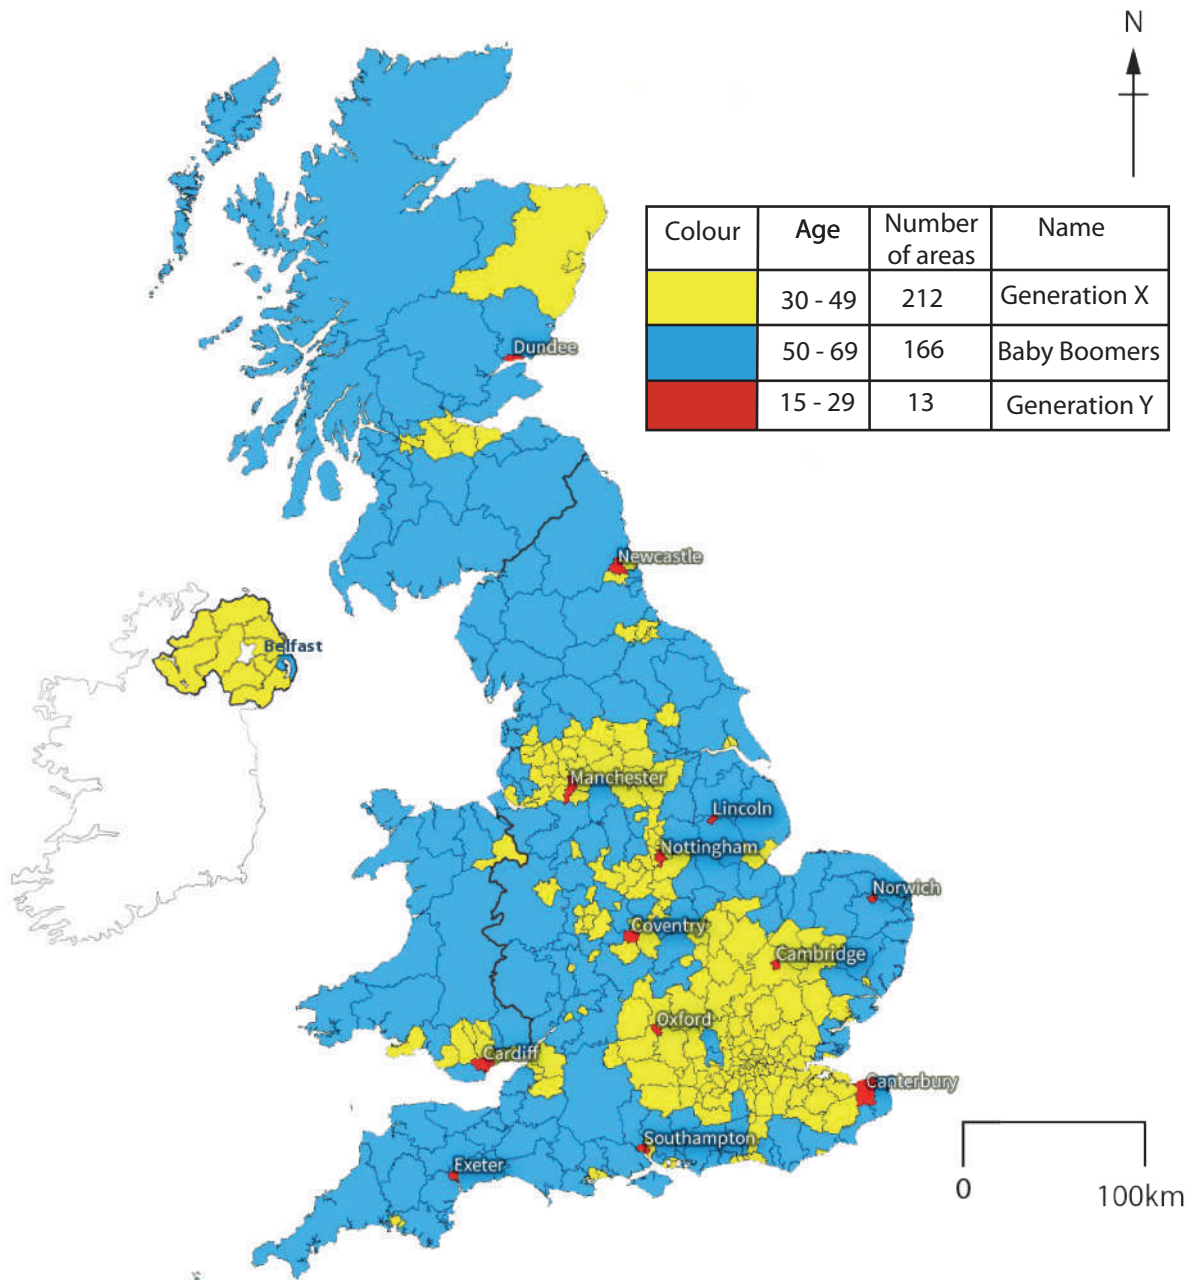 N
Colour Age Number of areas Name
30 - 49 212 Generation X
50 - 69 166 Baby Boomers
15 - 29 13 Generation Y
Dundee
Newcastle
Belfast
Manchester
Lincoln
Nottingham
Norwich
Coventry
Cambridge
Oxford
Cardiff
Canterbury
Southampton
Exeter
0 100km